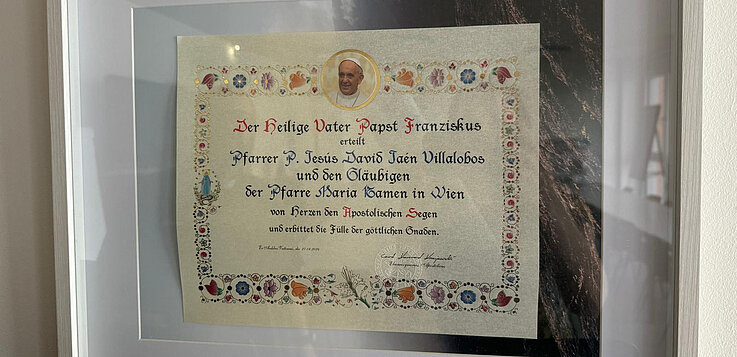 Der Heilige Vater Papst Franziskus
erteilt
Pfarrer P. Jesús David Jaén Villalobos
und den Gläubigen
der Pfarre Maria Namen in Wien
von Herzen den Apostolischen Segen
und erbittet die Fülle der göttlichen Gnaden.